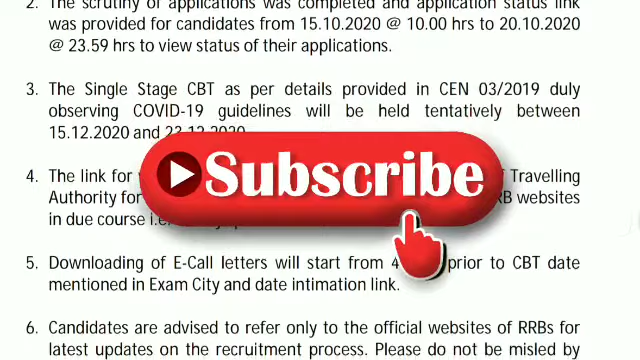 2. The scrutiny of applications was completed and application status link
was provided for candidates from 15.10.2020 @ 10.00 hrs to 20.10.2020
@ 23.59 hrs to view status of their applications.
3. The Single Stage CBT as per details provided in CEN 03/2019 duly
observing COVID-19 guidelines will be held tentatively between
15.12.2020 and 23.12.2020
4. The link for Travelling
Subscribe
Authority for websites
in due course i.e.
5. Downloading of E-Call letters will start from 4 prior to CBT date
mentioned in Exam City and date intimation link.
6. Candidates are advised to refer only to the official websites of RRBs for
latest updates on the recruitment process. Please do not be misled by